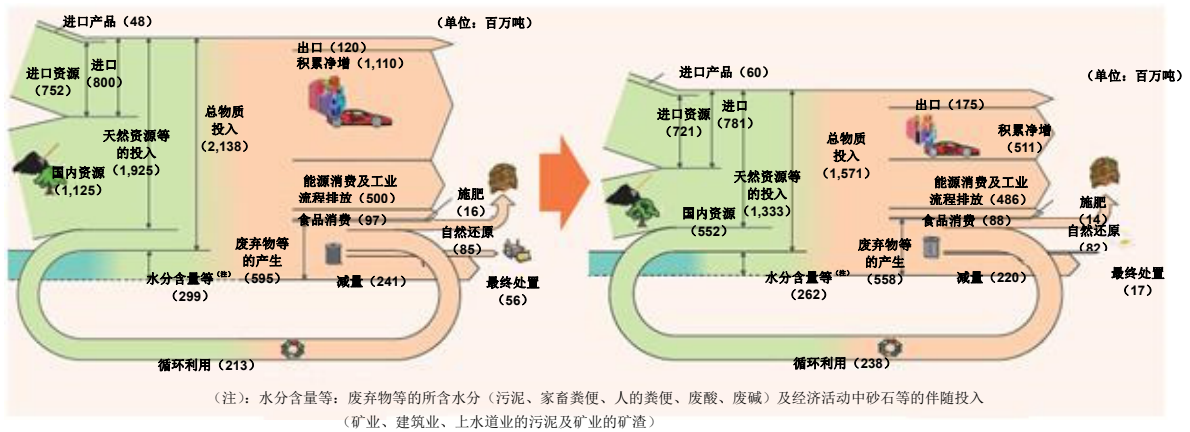 进口产品（48）
（单位：百万吨）
出口（120）
积累净增（1,110）
进口资源
（752）
进口
（800）
总物质
投入
（2,138）
天然资源等
的投入
（1,925）
国内资源
（1,125）
能源消费及工业
流程排放（500）
施肥
（16）
食品消费（97）
自然还原
（85）
废弃物等
的产生
（595）
水分含量等（注）
（299）
减量（241）
最终处置
（56）
循环利用（213）
进口产品（60）
（单位：百万吨）
进口资源
（721）
进口
（781）
出口（175）
积累净增
（511）
总物质
投入
（1,571）
天然资源等
的投入
（1,333）
国内资源
（552）
能源消费及工业
流程排放（486）
施肥
（14）
食品消费（88）
自然还原
（82）
废弃物等
的产生
（558）
水分含量等（注）
（262）
减量（220）
最终处置
（17）
循环利用（238）
（注）：水分含量等：废弃物等的所含水分（污泥、家畜粪便、人的粪便、废酸、废碱）及经济活动中砂石等的伴随投入
（矿业、建筑业、上水道业的污泥及矿业的矿渣）